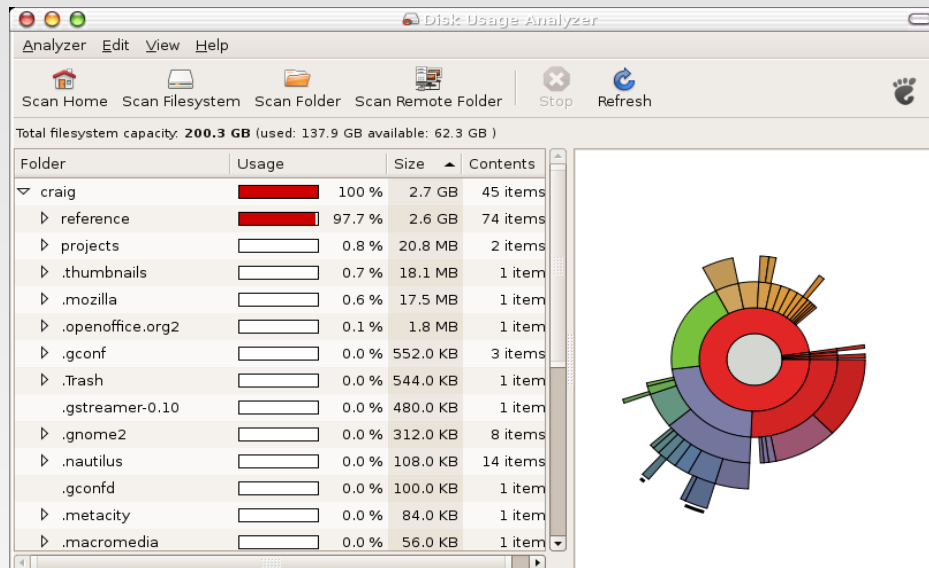 Disk Usage Analyzer
Analyzer Edit View Help
Scan Home Scan Filesystem Scan Folder Scan Remote Folder Stop Refresh
Total filesystem capacity: 200.3 GB (used: 137.9 GB available: 62.3 GB )
Folder Usage Size Contents
craig 100 % 2.7 GB 45 items
reference 97.7 % 2.6 GB 74 items
projects 0.8 % 20.8 MB 2 items
.thumbnails 0.7 % 18.1 MB 1 item
.mozilla 0.6 % 17.5 MB 1 item
.openoffice.org2 0.1 % 1.8 MB 1 item
.gconf 0.0 % 552.0 KB 3 items
.Trash 0.0 % 544.0 KB 1 item
.gstreamer-0.10 0.0 % 480.0 KB 1 item
.gnome2 0.0 % 312.0 KB 8 items
.nautilus 0.0 % 108.0 KB 14 items
.gconfd 0.0 % 100.0 KB 1 item
.metacity 0.0 % 84.0 KB 1 item
.macromedia 0.0 % 56.0 KB 1 item